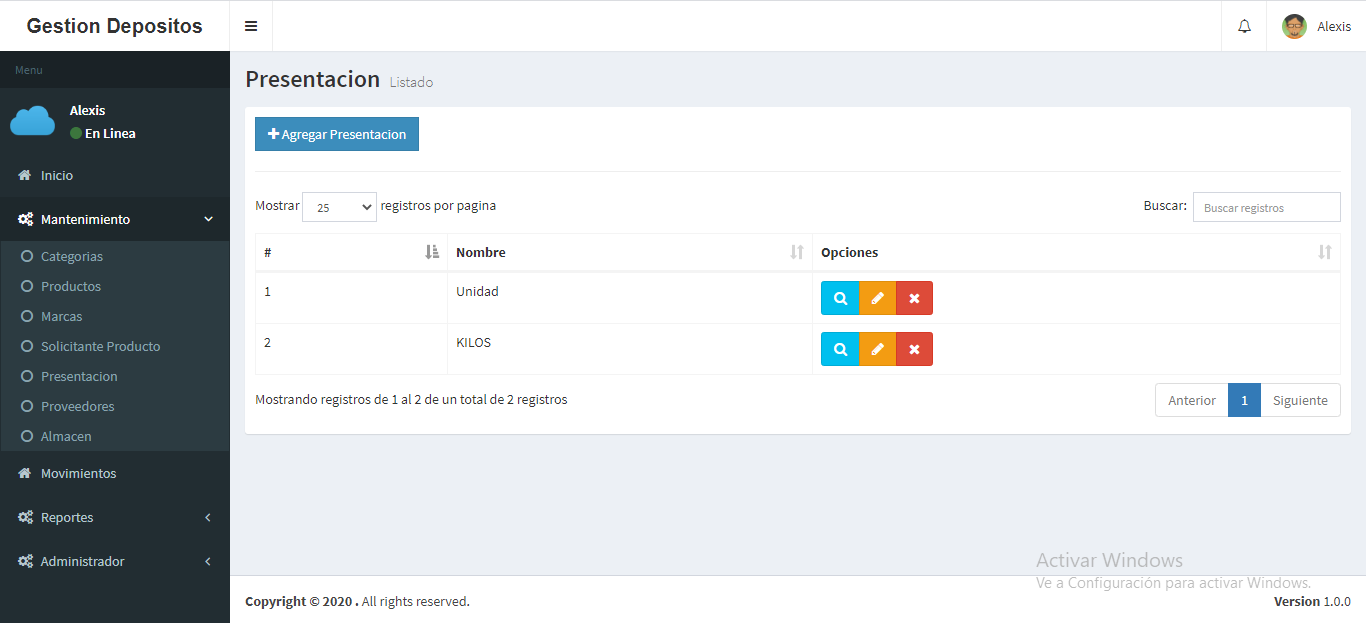 Gestion Depositos
Alexis
Menu
Alexis
En Linea
Inicio
Mantenimiento
Categorias
Productos
Marcas
Solicitante Producto
Presentacion
Proveedores
Almacen
Movimientos
Reportes
Administrador
Presentacion Listado
Agregar Presentacion
Mostrar 25 registros por pagina
Buscar: Buscar registros
# Nombre Opciones
1 Unidad
2 KILOS
Mostrando registros de 1 al 2 de un total de 2 registros
Anterior 1 Siguiente
Activar Windows
Ve a Configuración para activar Windows.
Copyright © 2020 . All rights reserved.
Version 1.0.0